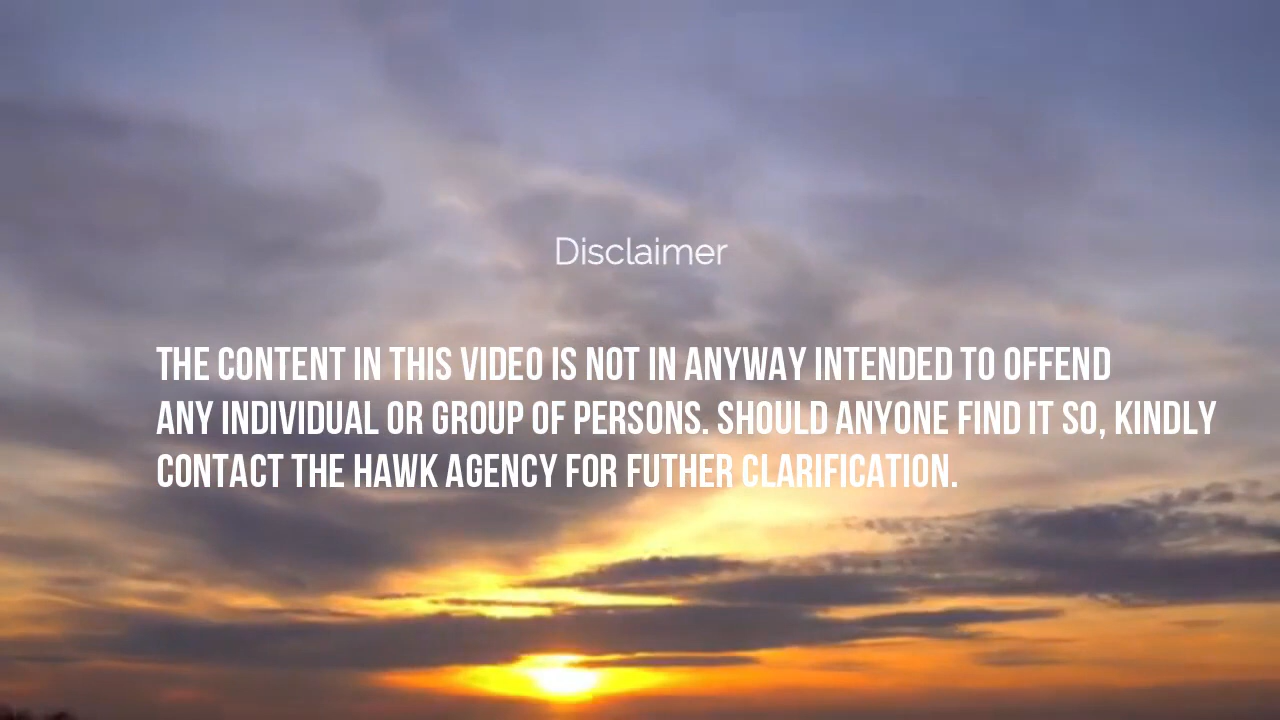 Disclaimer
THE CONTENT IN THIS VIDEO IS NOT IN ANYWAY INTENDED TO OFFEND
ANY INDIVIDUAL OR GROUP OF PERSONS. SHOULD ANYONE FIND IT SO, KINDLY
CONTACT THE HAWK AGENCY FOR FUTHER CLARIFICATION.